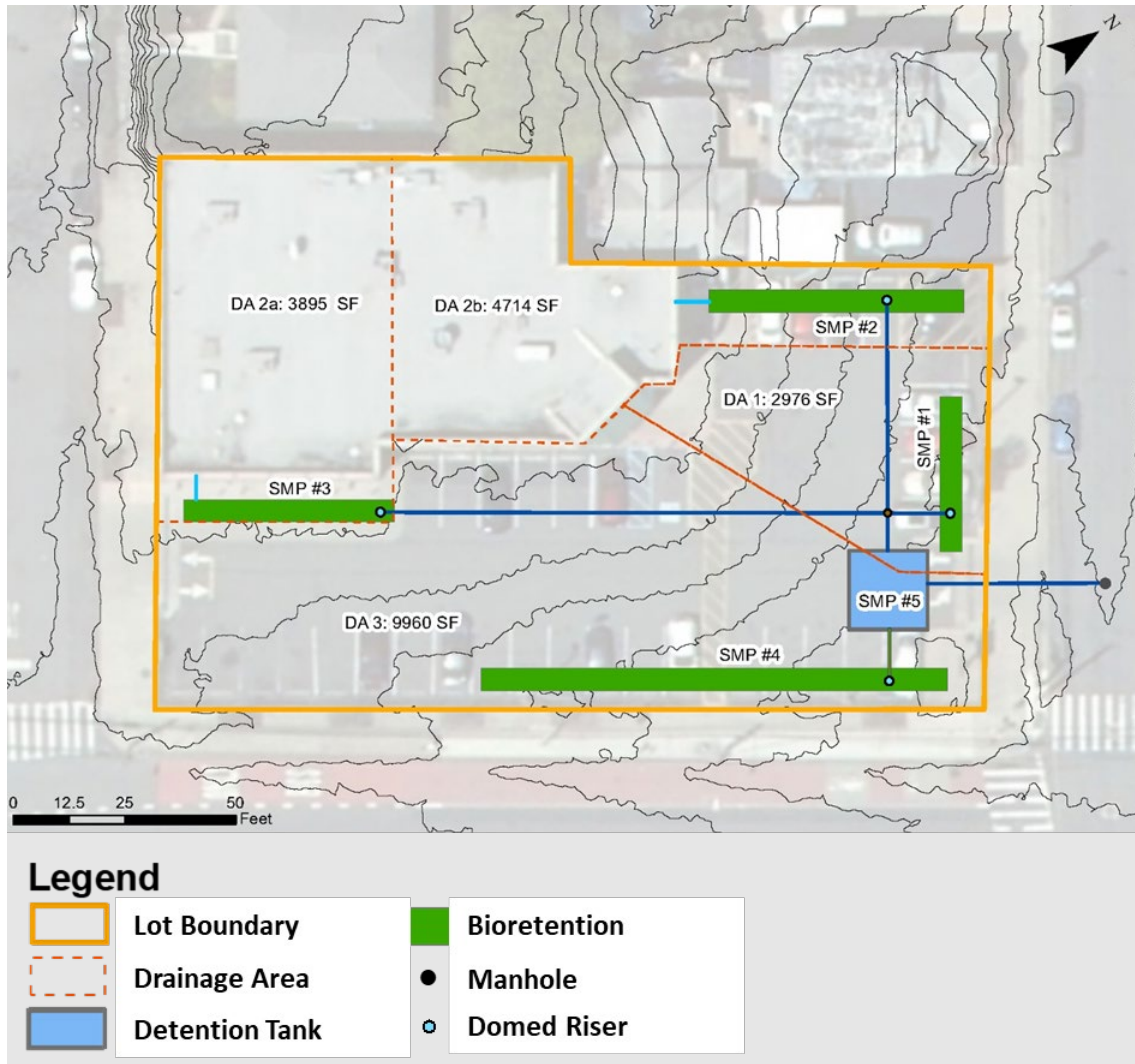 N
DA 2a: 3895 SF
DA 2b: 4714 SF
SMP #2
DA 1: 2976 SF
SMP #1
SMP #3
SMP #5
DA 3: 9960 SF
SMP #4
0 12.5 25 50
Feet
Legend
Lot Boundary
Bioretention
Drainage Area
Manhole
Detention Tank
Domed Riser